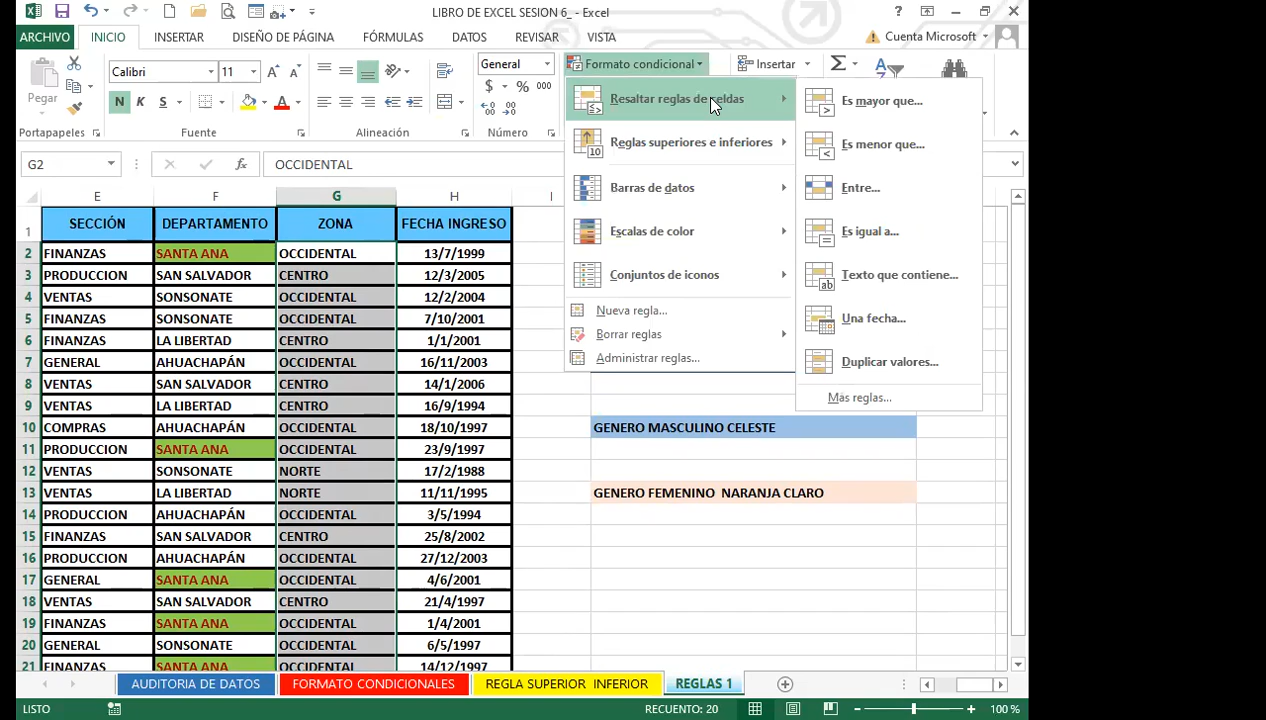 LIBRO DE EXCEL SESION 6_ - Excel
ARCHIVO INICIO INSERTAR DISEÑO DE PÁGINA FÓRMULAS DATOS REVISAR VISTA Cuenta Microsoft
Calibri 11 General Formato condicional Insertar
Pegar N K S $ % 000
Portapapeles Fuente Alineación Número
Resaltar reglas de celdas
Reglas superiores e inferiores
Barras de datos
Escalas de color
Conjuntos de iconos
Nueva regla...
Borrar reglas
Administrar reglas...
Es mayor que...
Es menor que...
Entre...
Es igual a...
Texto que contiene...
Una fecha...
Duplicar valores...
Más reglas...
G2 fx OCCIDENTAL
E F G H I
1 SECCIÓN DEPARTAMENTO ZONA FECHA INGRESO
2 FINANZAS SANTA ANA OCCIDENTAL 13/7/1999
3 PRODUCCION SAN SALVADOR CENTRO 12/3/2005
4 VENTAS SONSONATE OCCIDENTAL 12/2/2004
5 FINANZAS SONSONATE OCCIDENTAL 7/10/2001
6 FINANZAS LA LIBERTAD CENTRO 1/1/2001
7 GENERAL AHUACHAPÁN OCCIDENTAL 16/11/2003
8 VENTAS SAN SALVADOR CENTRO 14/1/2006
9 VENTAS LA LIBERTAD CENTRO 16/9/1994
10 COMPRAS AHUACHAPÁN OCCIDENTAL 18/10/1997 GENERO MASCULINO CELESTE
11 PRODUCCION SANTA ANA OCCIDENTAL 23/9/1997
12 VENTAS SONSONATE NORTE 17/2/1988
13 VENTAS LA LIBERTAD NORTE 11/11/1995 GENERO FEMENINO NARANJA CLARO
14 PRODUCCION AHUACHAPÁN OCCIDENTAL 3/5/1994
15 FINANZAS SAN SALVADOR CENTRO 25/8/2002
16 PRODUCCION AHUACHAPÁN OCCIDENTAL 27/12/2003
17 GENERAL SANTA ANA OCCIDENTAL 4/6/2001
18 VENTAS SAN SALVADOR CENTRO 21/4/1997
19 FINANZAS SANTA ANA OCCIDENTAL 1/4/2001
20 GENERAL SONSONATE OCCIDENTAL 6/5/1997
21 FINANZAS SANTA ANA OCCIDENTAL 14/12/1997
AUDITORIA DE DATOS FORMATO CONDICIONALES REGLA SUPERIOR INFERIOR REGLAS 1
LISTO RECUENTO: 20 100 %